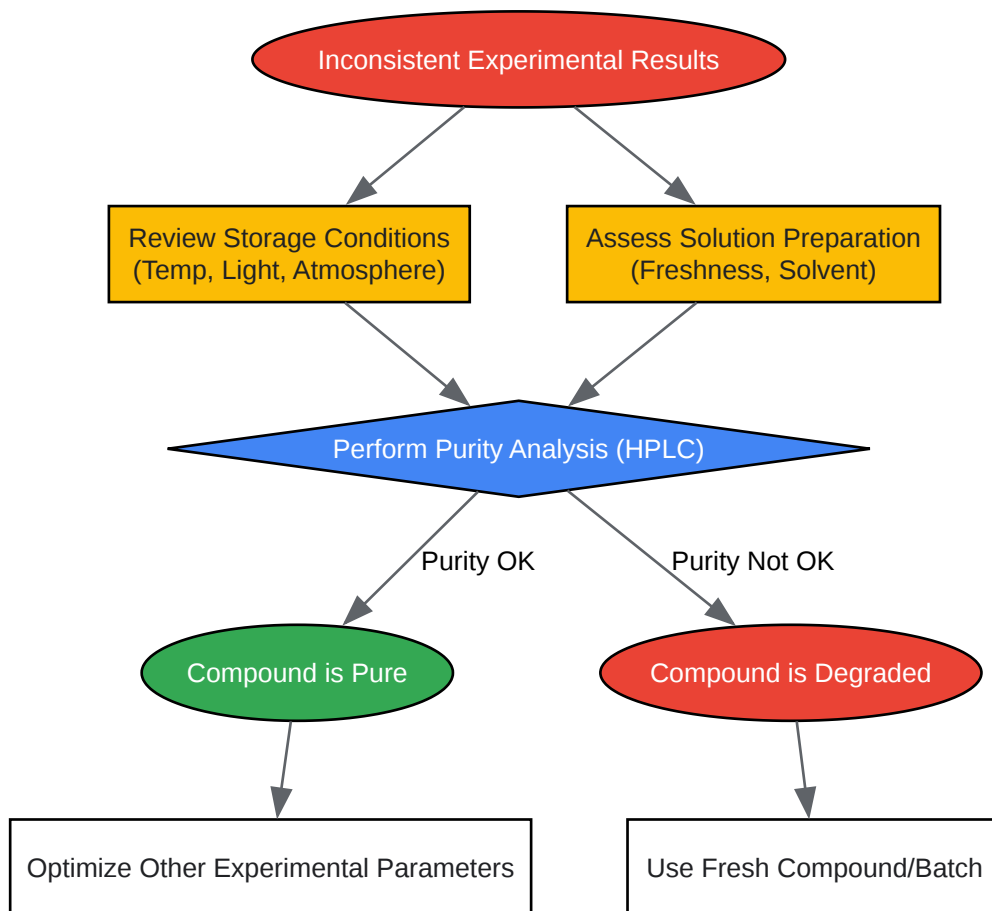 Inconsistent Experimental Results
Review Storage Conditions
(Temp, Light, Atmosphere)
Assess Solution Preparation
(Freshness, Solvent)
Perform Purity Analysis (HPLC)
Purity OK
Purity Not OK
Compound is Pure
Compound is Degraded
Optimize Other Experimental Parameters
Use Fresh Compound/Batch